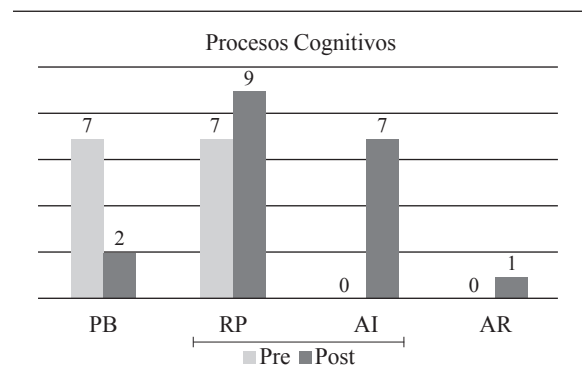 Procesos Cognitivos
9
7 7 7
2
0 0 1
PB RP AI AR
Pre Post